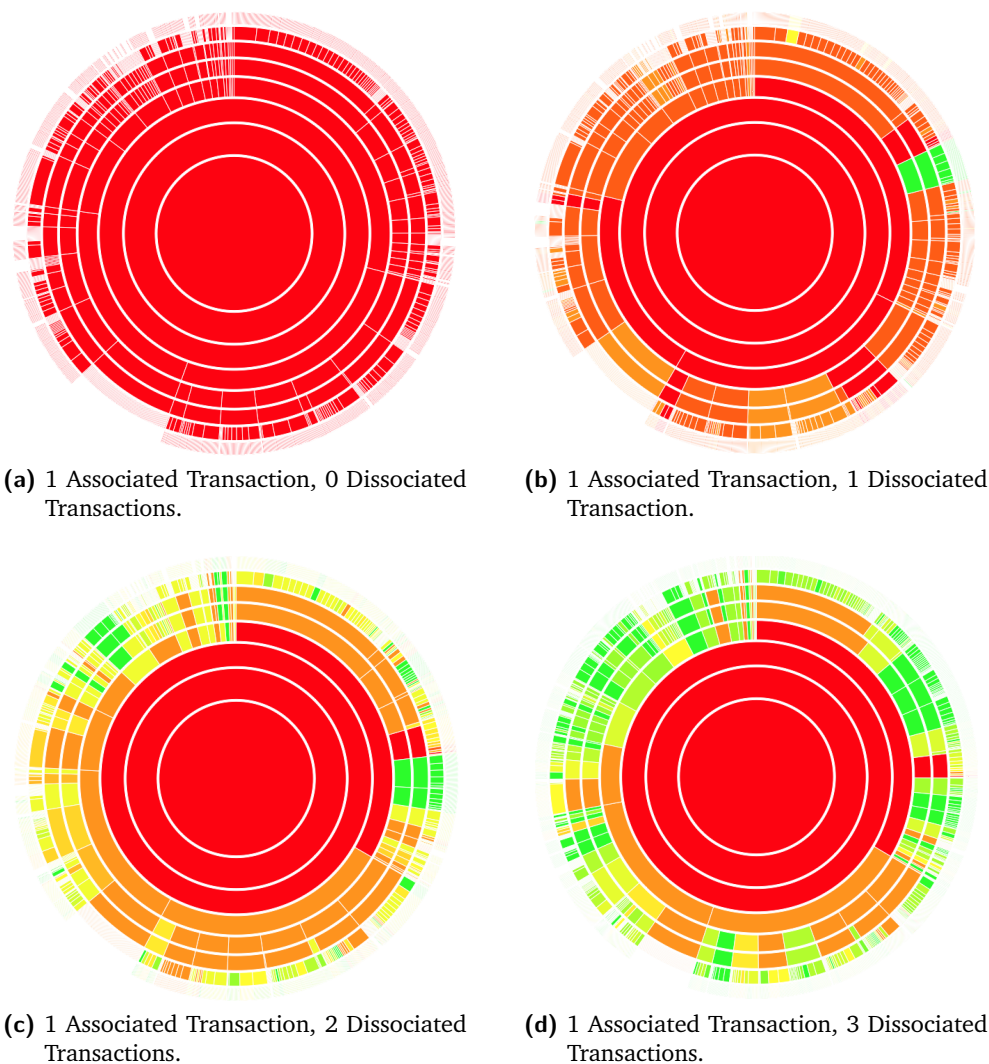 (a) 1 Associated Transaction, 0 Dissociated
Transactions.
(b) 1 Associated Transaction, 1 Dissociated
Transaction.
(c) 1 Associated Transaction, 2 Dissociated
Transactions.
(d) 1 Associated Transaction, 3 Dissociated
Transactions.